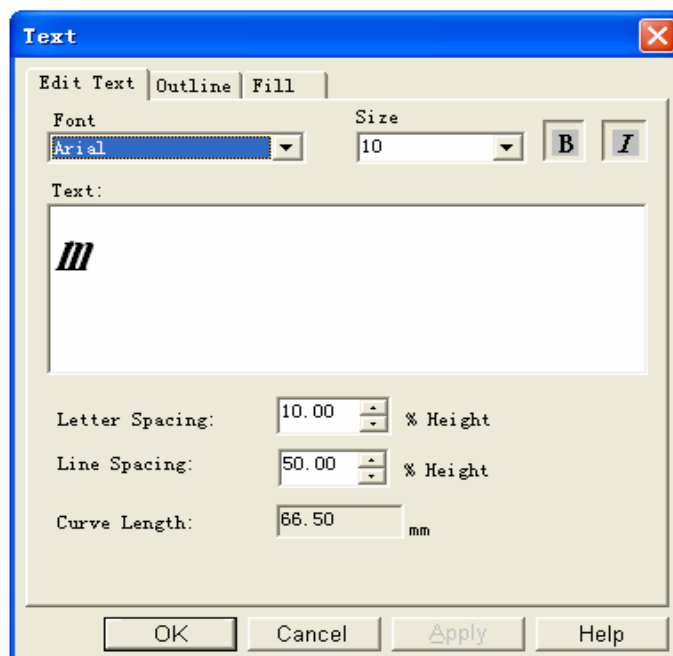 Text
Edit Text Outline Fill
Font Size
Arial 10 B I
Text:
m
Letter Spacing: 10.00 % Height
Line Spacing: 50.00 % Height
Curve Length: 66.50 mm
OK Cancel Apply Help